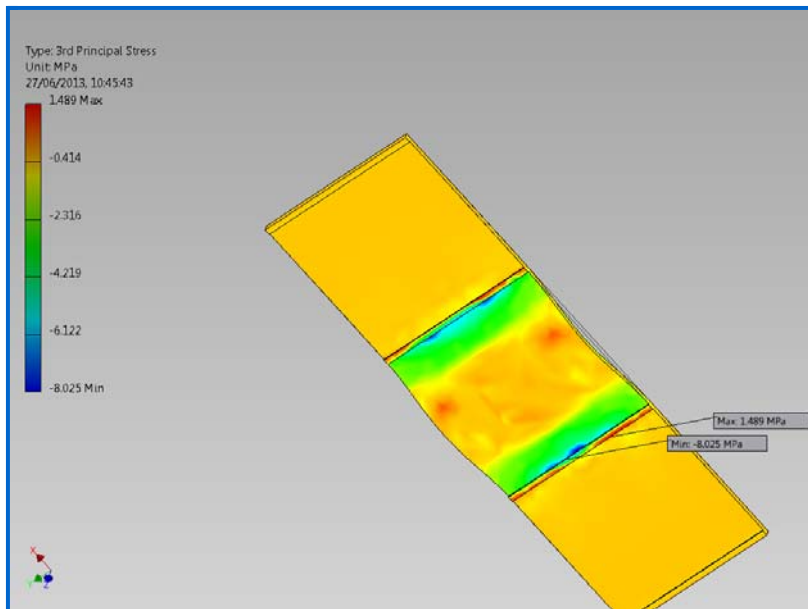 Type: 3rd Principal Stress
Unit: MPa
27/06/2013, 10:45:43
1.489 Max
-0.414
-2.316
-4.219
-6.122
-8.025 Min
Max: 1.489 MPa
Min: -8.025 MPa
X
Y
Z